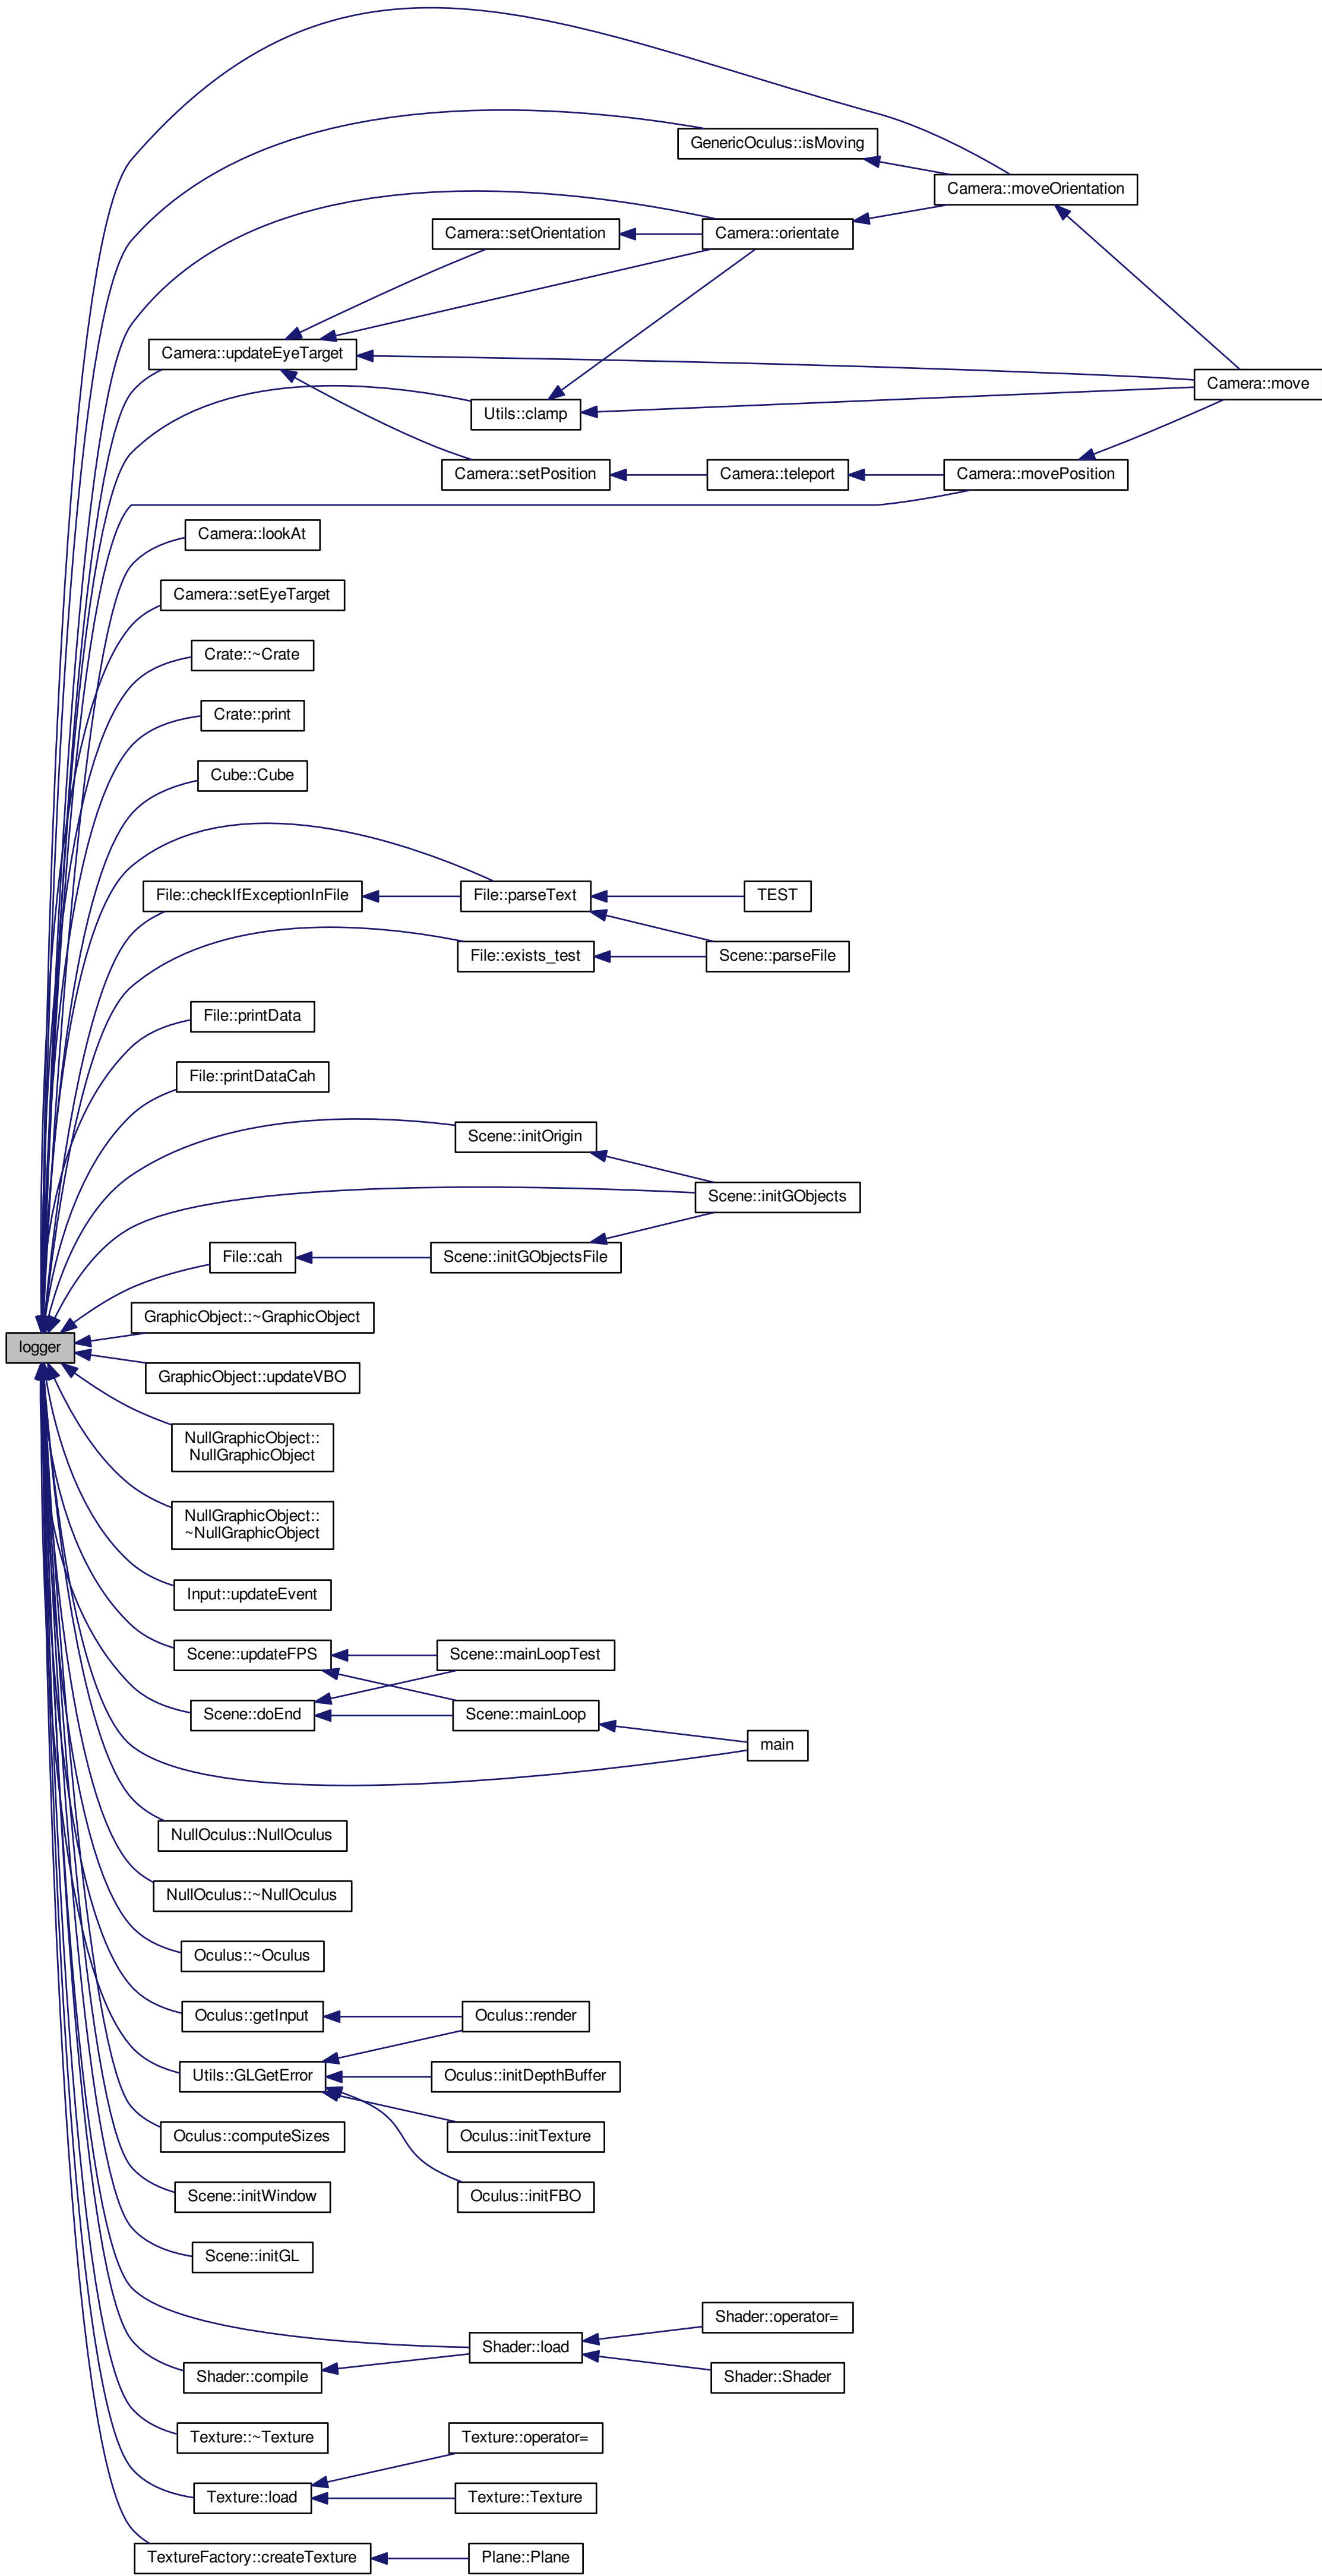 GenericOculus::isMoving
Camera::moveOrientation
Camera::setOrientation
Camera::orientate
Camera::updateEyeTarget
Camera::move
Utils::clamp
Camera::setPosition
Camera::teleport
Camera::movePosition
Camera::lookAt
Camera::setEyeTarget
Crate::~Crate
Crate::print
Cube::Cube
File::checkIfExceptionInFile
File::parseText
TEST
File::exists_test
Scene::parseFile
File::printData
File::printDataCah
Scene::initOrigin
Scene::initGObjects
File::cah
Scene::initGObjectsFile
GraphicObject::~GraphicObject
logger
GraphicObject::updateVBO
NullGraphicObject::
NullGraphicObject
NullGraphicObject::
~NullGraphicObject
Input::updateEvent
Scene::updateFPS
Scene::mainLoopTest
Scene::doEnd
Scene::mainLoop
main
NullOculus::NullOculus
NullOculus::~NullOculus
Oculus::~Oculus
Oculus::getInput
Oculus::render
Utils::GLGetError
Oculus::initDepthBuffer
Oculus::computeSizes
Oculus::initTexture
Scene::initWindow
Oculus::initFBO
Scene::initGL
Shader::operator=
Shader::load
Shader::compile
Shader::Shader
Texture::~Texture
Texture::operator=
Texture::load
Texture::Texture
TextureFactory::createTexture
Plane::Plane